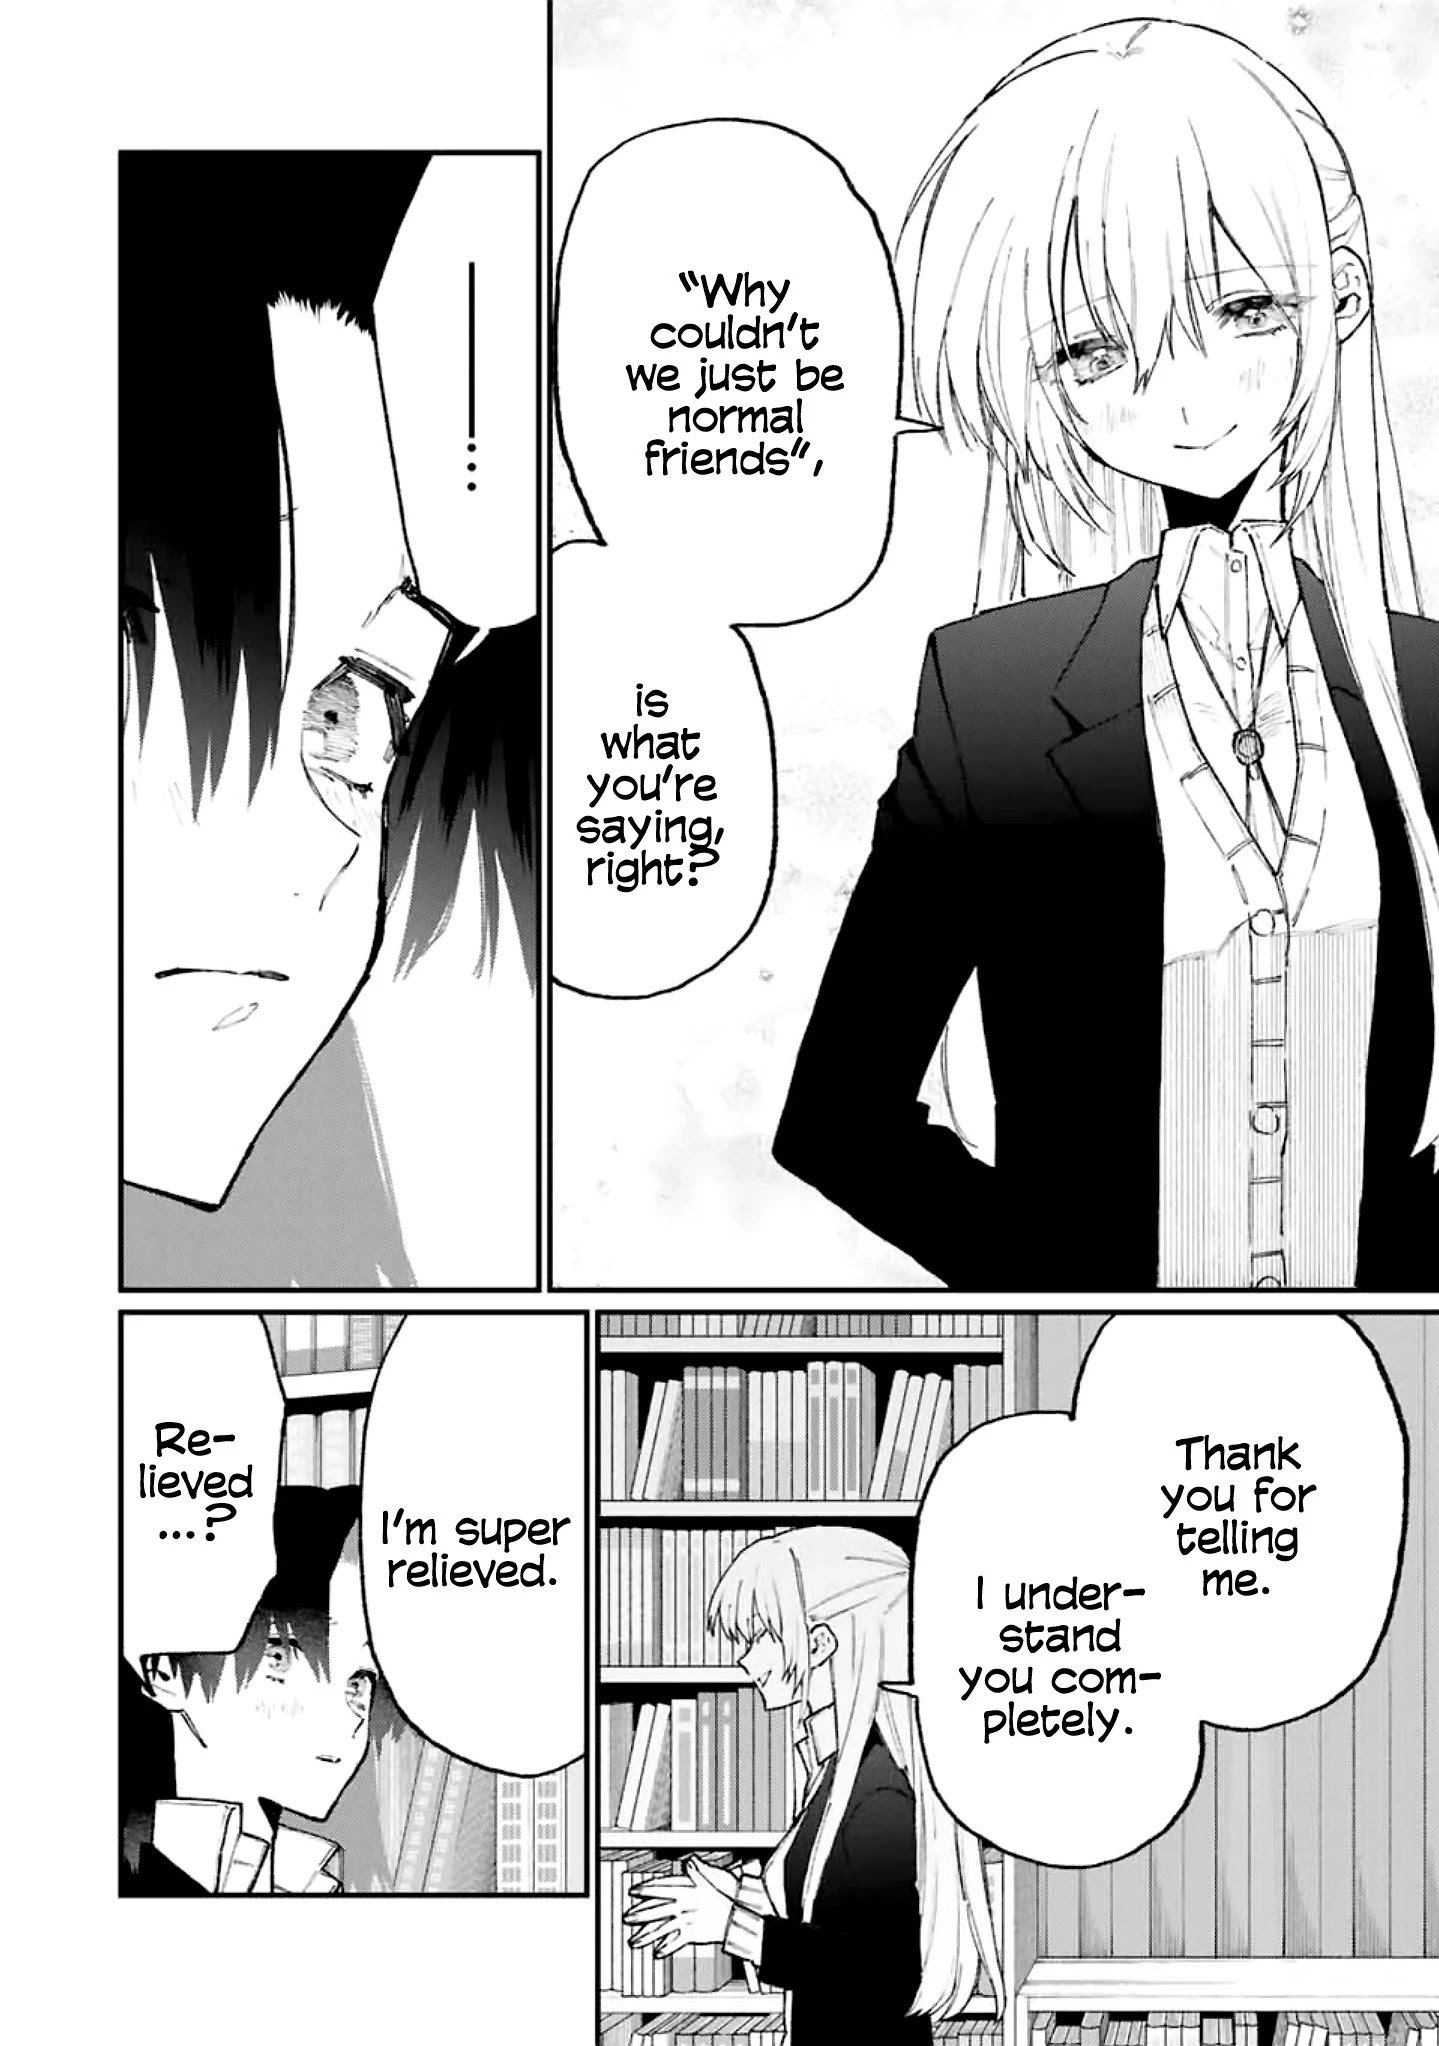 "Why
couldn't
we just be
normal
friends",
is
what
you're
saying,
right?
—...
Thank
you for
telling
me.
I under-
stand
you com-
pletely.
I'm super
relieved.
Re-
lieved
...?